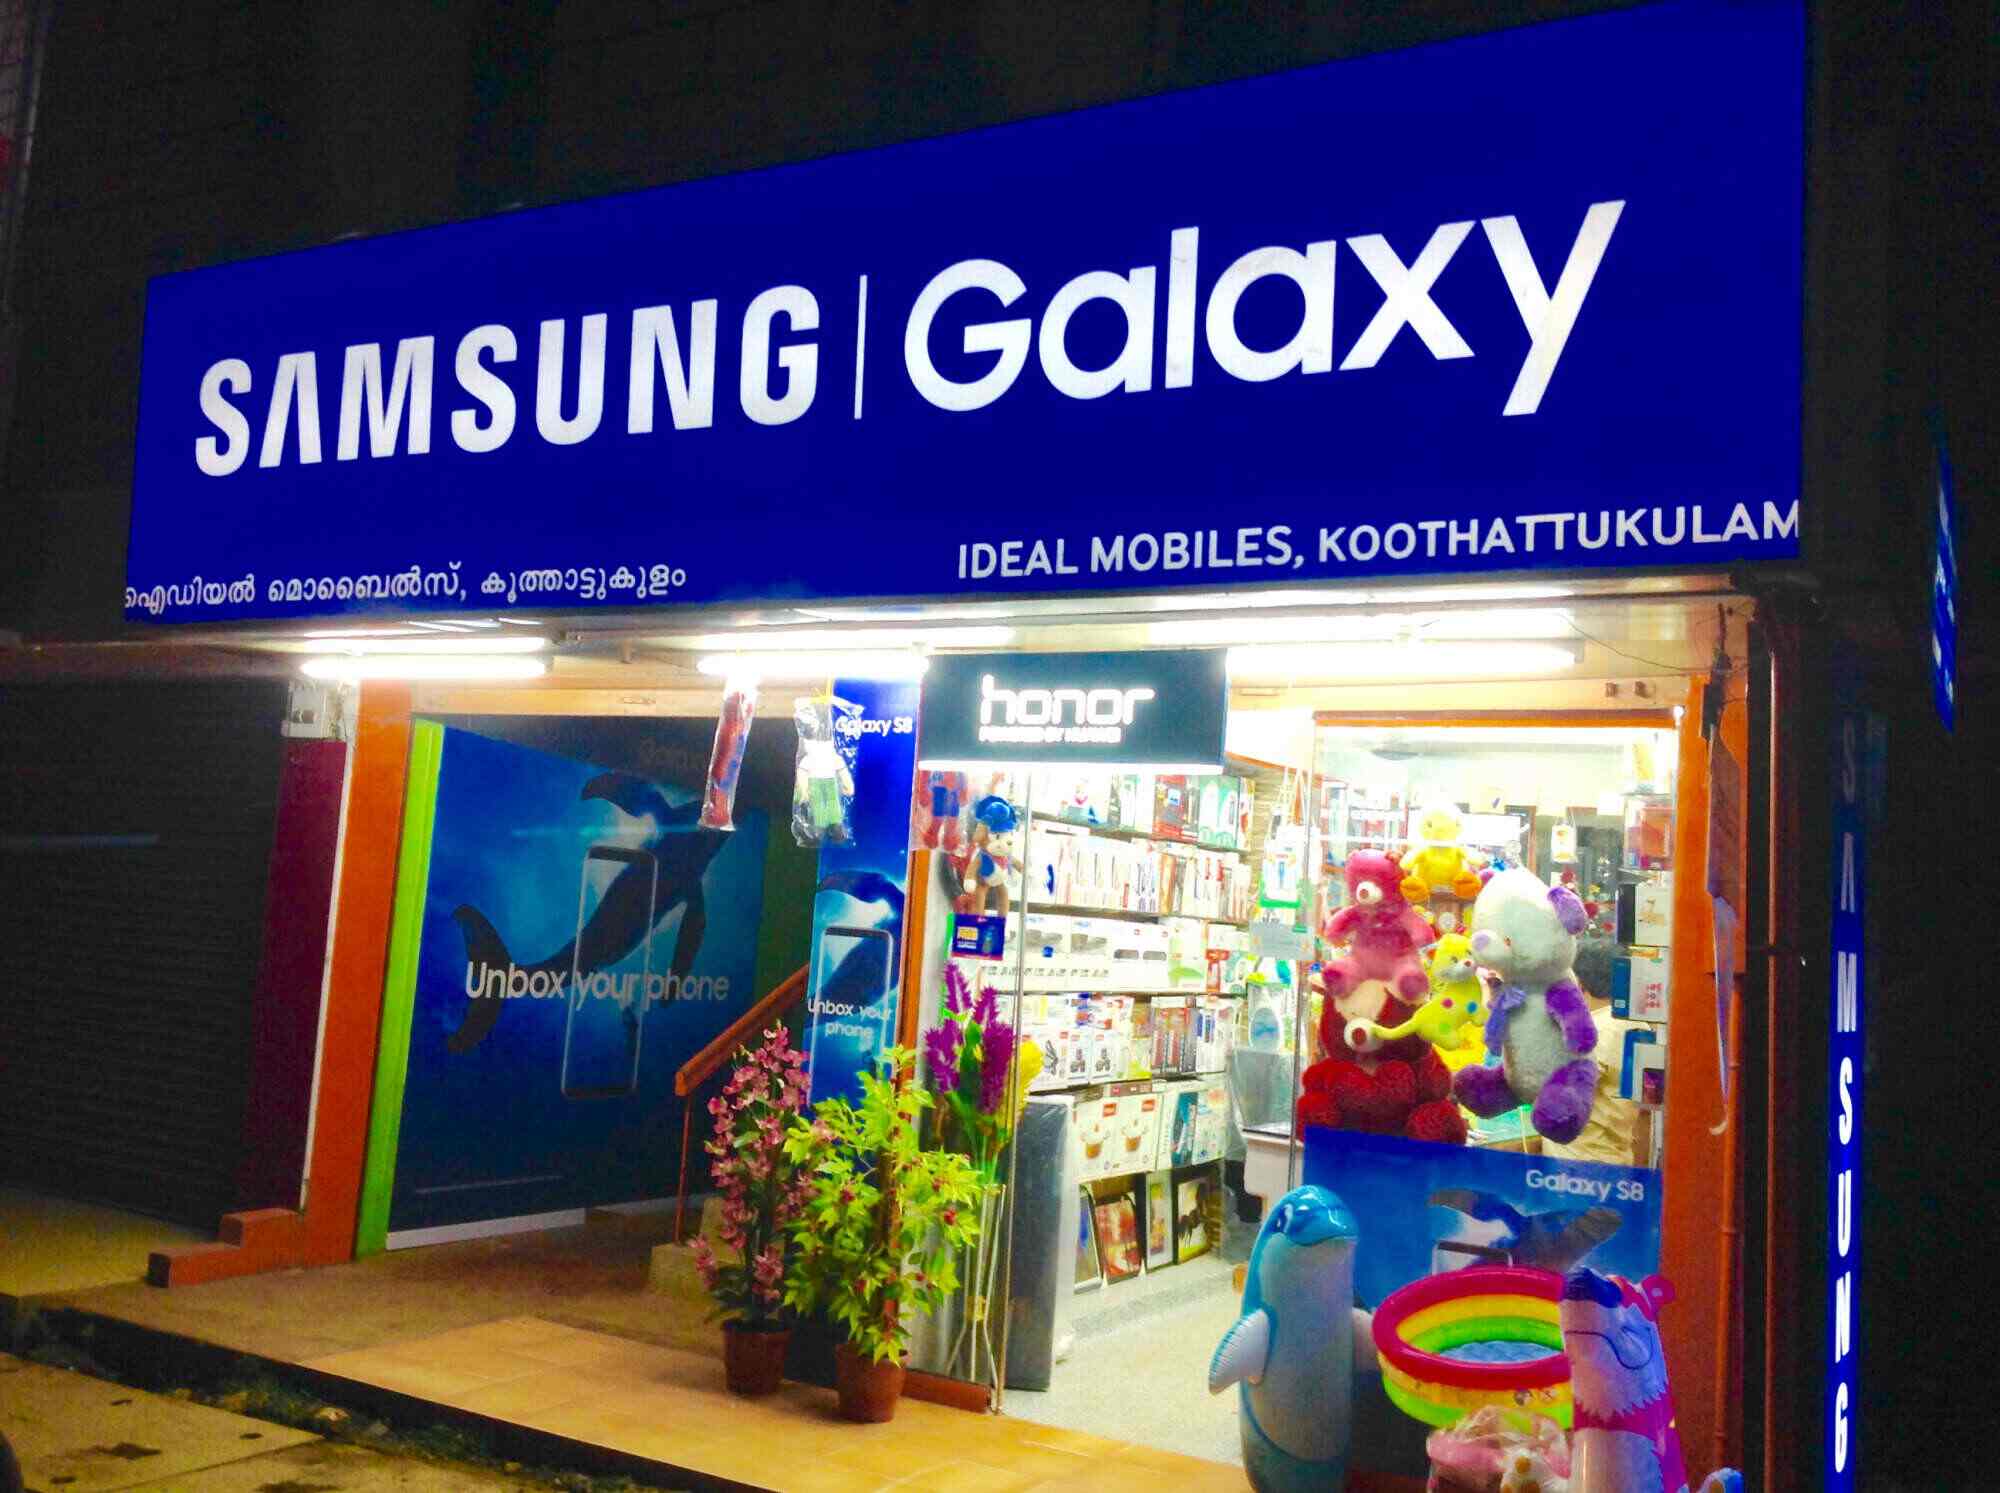 SAMSUNG | Galaxy
ഐഡിയൽ മൊബൈൽസ്, കൂത്താട്ടുകുളം
IDEAL MOBILES, KOOTHATTUKULAM
honor
POWERED BY HUAWEI
Galaxy S8
Unbox your phone
Unbox your
phone
Galaxy S8
SAMSUNG